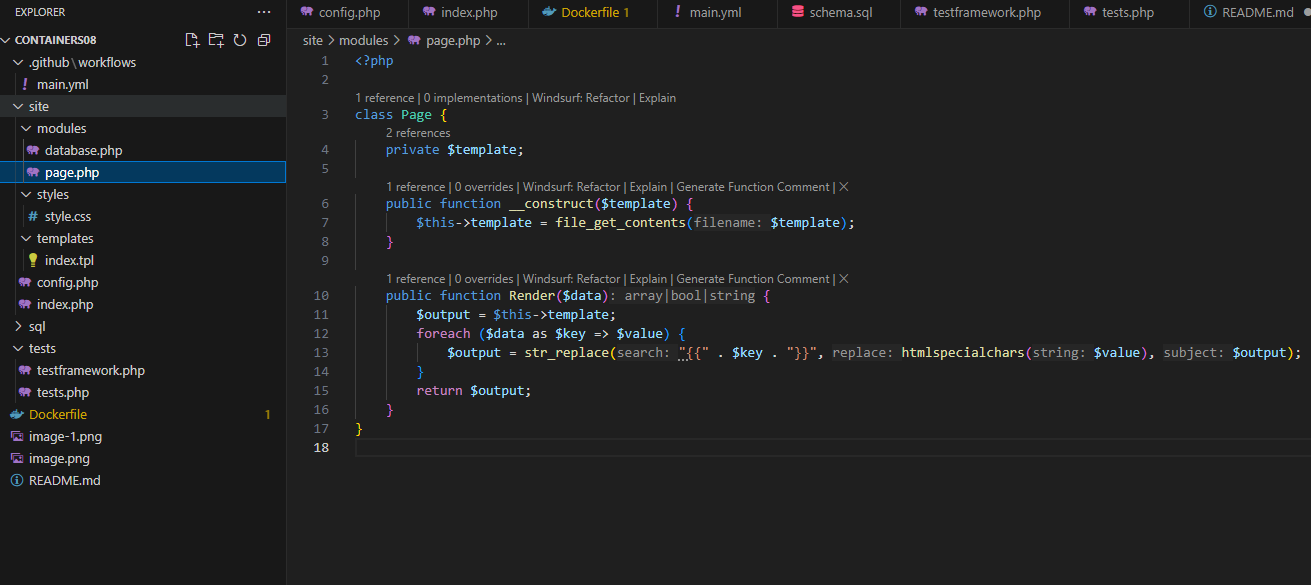 EXPLORER ...
CONTAINERS08
.github\workflows
! main.yml
site
modules
database.php
page.php
styles
# style.css
templates
index.tpl
config.php
index.php
sql
tests
testframework.php
tests.php
Dockerfile 1
image-1.png
image.png
README.md
config.php index.php Dockerfile 1 ! main.yml schema.sql testframework.php tests.php README.md
site > modules > page.php > ...
1 <?php
2
1 reference | 0 implementations | Windsurf: Refactor | Explain
3 class Page {
2 references
4 private $template;
5
1 reference | 0 overrides | Windsurf: Refactor | Explain | Generate Function Comment | ✕
6 public function __construct($template) {
7 $this->template = file_get_contents(filename: $template);
8 }
9
1 reference | 0 overrides | Windsurf: Refactor | Explain | Generate Function Comment | ✕
10 public function Render($data): array|bool|string {
11 $output = $this->template;
12 foreach ($data as $key => $value) {
13 $output = str_replace(search: "{{" . $key . "}}", replace: htmlspecialchars(string: $value), subject: $output);
14 }
15 return $output;
16 }
17 }
18